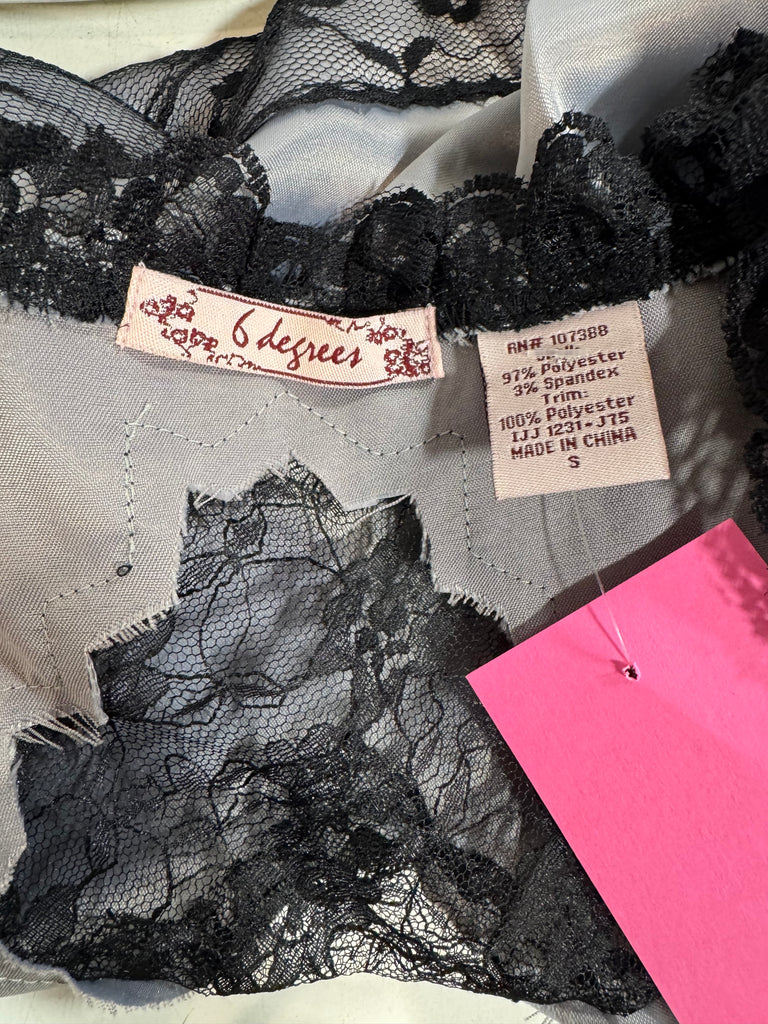 6 degrees
RN# 107388
97% Polyester
3% Spandex
Trim:
100% Polyester
IJJ 1231-J75
MADE IN CHINA
S